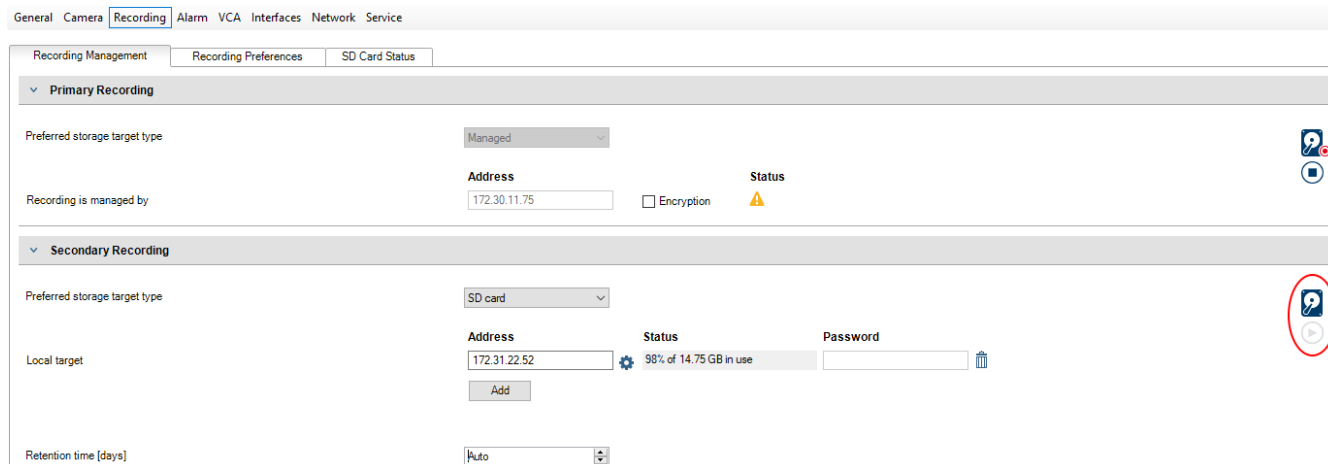 General Camera Recording Alarm VCA Interfaces Network Service
Recording Management Recording Preferences SD Card Status
Primary Recording
Preferred storage target type Managed
Address Status
Recording is managed by 172.30.11.75 Encryption
Secondary Recording
Preferred storage target type SD card
Address Status Password
Local target 172.31.22.52 98% of 14.75 GB in use
Add
Retention time [days] Auto